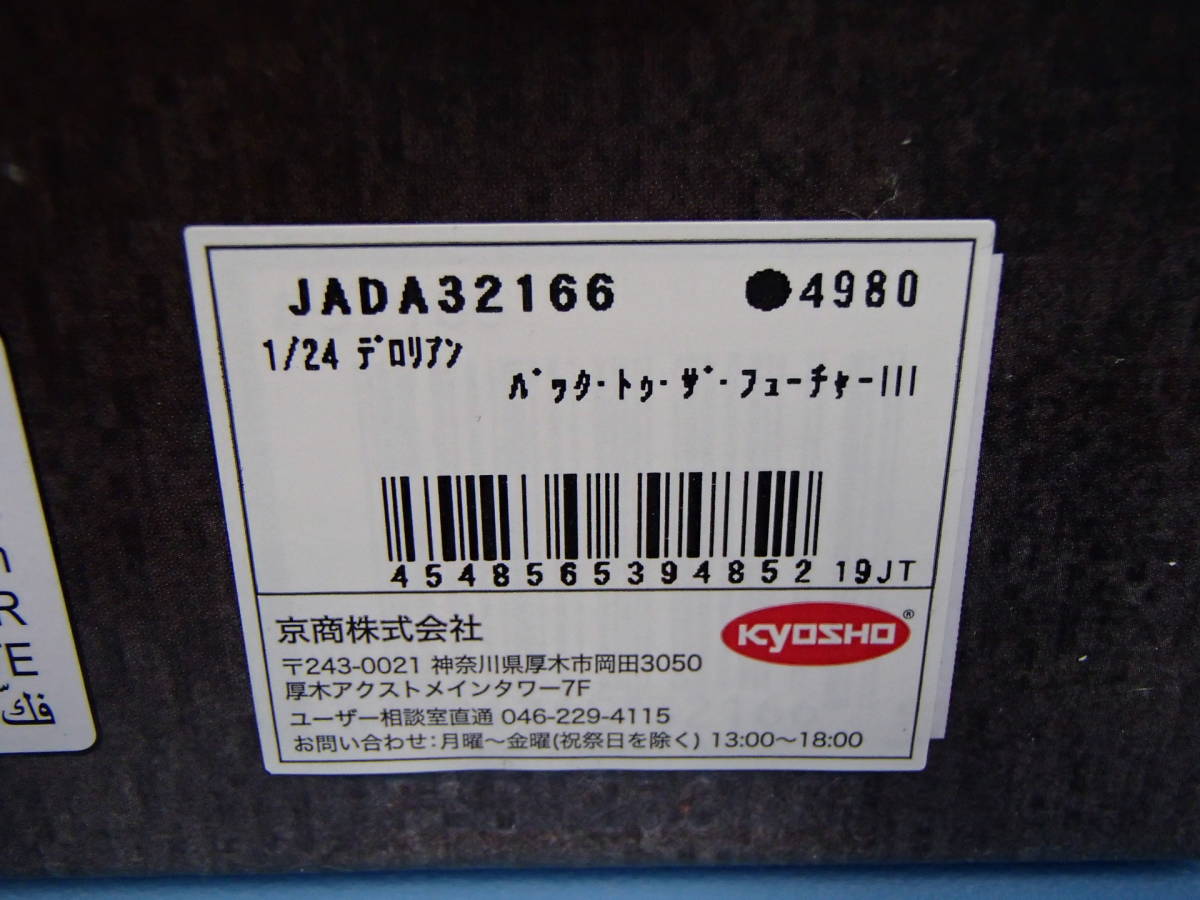 JADA32166 ●4980
1/24 デロリアン
バック・トゥ・ザ・フューチャーIII
4548565394852 19JT
京商株式会社
KYOSHO®
〒243-0021 神奈川県厚木市岡田3050
厚木アクストメインタワー7F
ユーザー相談室直通 046-229-4115
お問い合わせ:月曜〜金曜(祝祭日を除く) 13:00〜18:00
R
TE